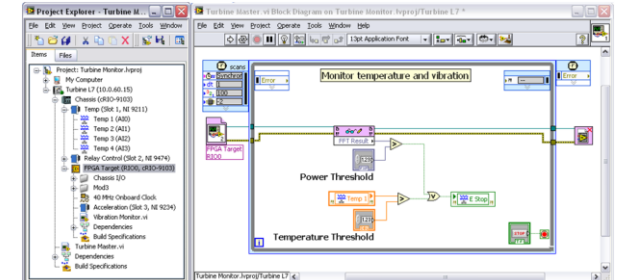 Project Explorer - Turbine M...
File Edit View Project Operate Tools Window
Items Files
Project: Turbine Monitor.lvproj
My Computer
Turbine L7 (10.0.60.15)
Chassis (cRIO-9103)
Temp (Slot 1, NI 9211)
Temp 1 (AI0)
Temp 2 (AI1)
Temp 3 (AI2)
Temp 4 (AI3)
Relay Control (Slot 2, NI 9474)
FPGA Target (RIO0, cRIO-9103)
Chassis I/O
Mod3
40 MHz Onboard Clock
Acceleration (Slot 3, NI 9234)
Vibration Monitor.vi
Dependencies
Build Specifications
Turbine Master.vi
Dependencies
Build Specifications
Turbine Master.vi Block Diagram on Turbine Monitor.lvproj/Turbine L7 *
File Edit View Project Operate Tools Window Help
13pt Application Font
scans
Synchrat
dt 1
100
Error
Monitor temperature and vibration
Error
FPGA Target
RIO0
FFT Result
Power Threshold
Temp 1
E Stop
Temperature Threshold
Turbine Monitor.lvproj/Turbine L7